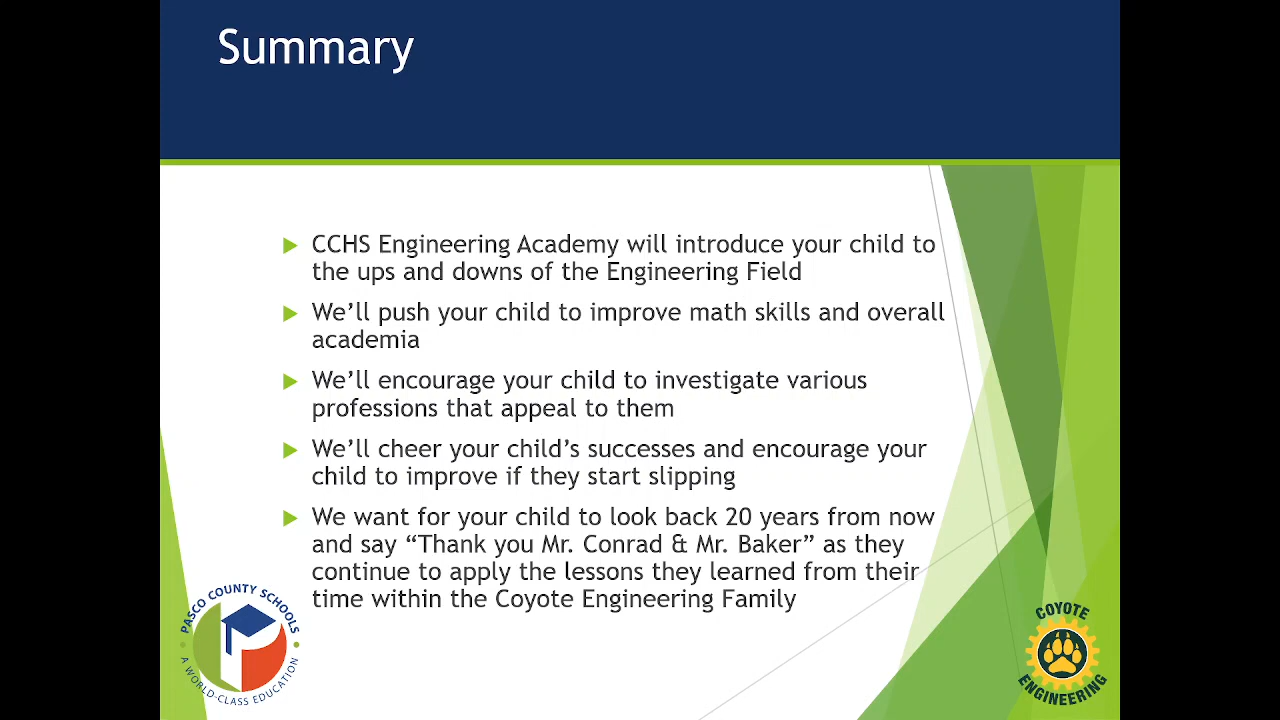 Summary
CCHS Engineering Academy will introduce your child to
the ups and downs of the Engineering Field
We’ll push your child to improve math skills and overall
academia
We’ll encourage your child to investigate various
professions that appeal to them
We’ll cheer your child’s successes and encourage your
child to improve if they start slipping
We want for your child to look back 20 years from now
and say “Thank you Mr. Conrad & Mr. Baker” as they
continue to apply the lessons they learned from their
time within the Coyote Engineering Family
PASCO COUNTY SCHOOLS
A WORLD-CLASS EDUCATION
COYOTE
ENGINEERING